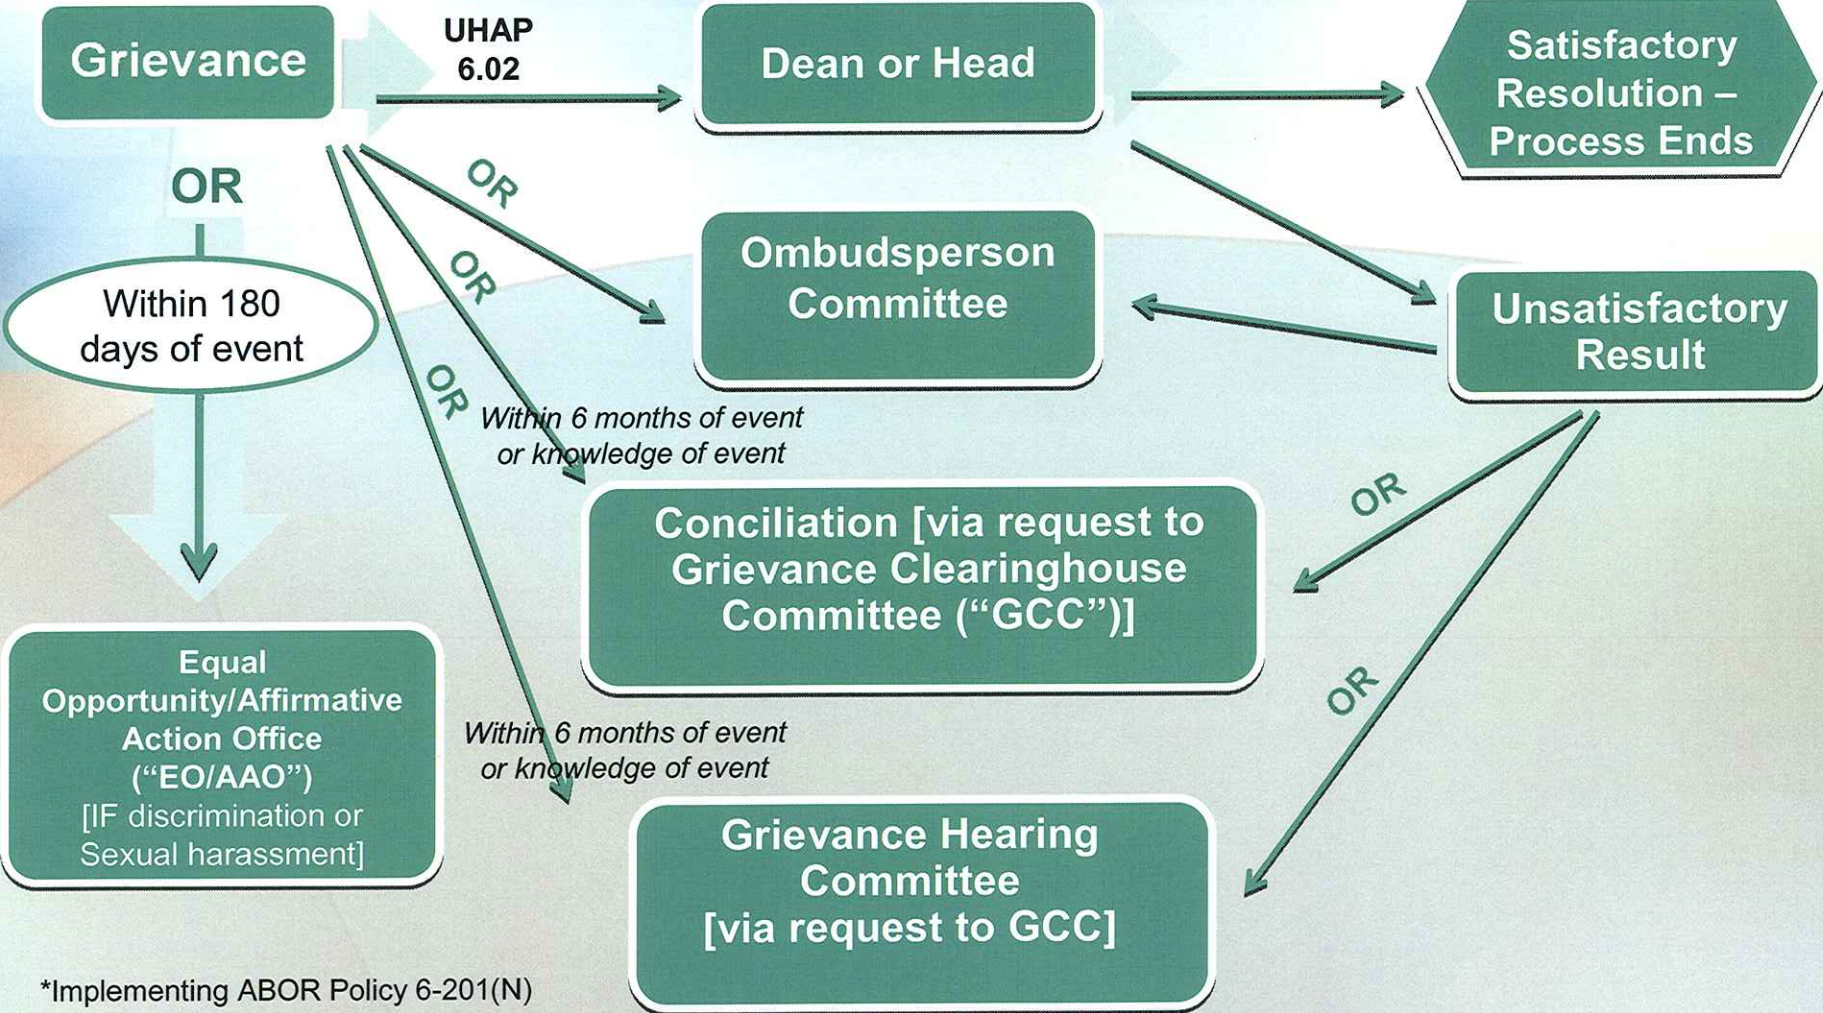 Grievance
UHAP
6.02
Dean or Head
Satisfactory
Resolution –
Process Ends
OR
OR
Ombudsperson
Committee
Unsatisfactory
Result
Within 180
days of event
OR
OR
Within 6 months of event
or knowledge of event
Conciliation [via request to
Grievance Clearinghouse
Committee (“GCC”)]
OR
Equal
Opportunity/Affirmative
Action Office
(“EO/AAO”)
[IF discrimination or
Sexual harassment]
OR
Within 6 months of event
or knowledge of event
Grievance Hearing
Committee
[via request to GCC]
*Implementing ABOR Policy 6-201(N)